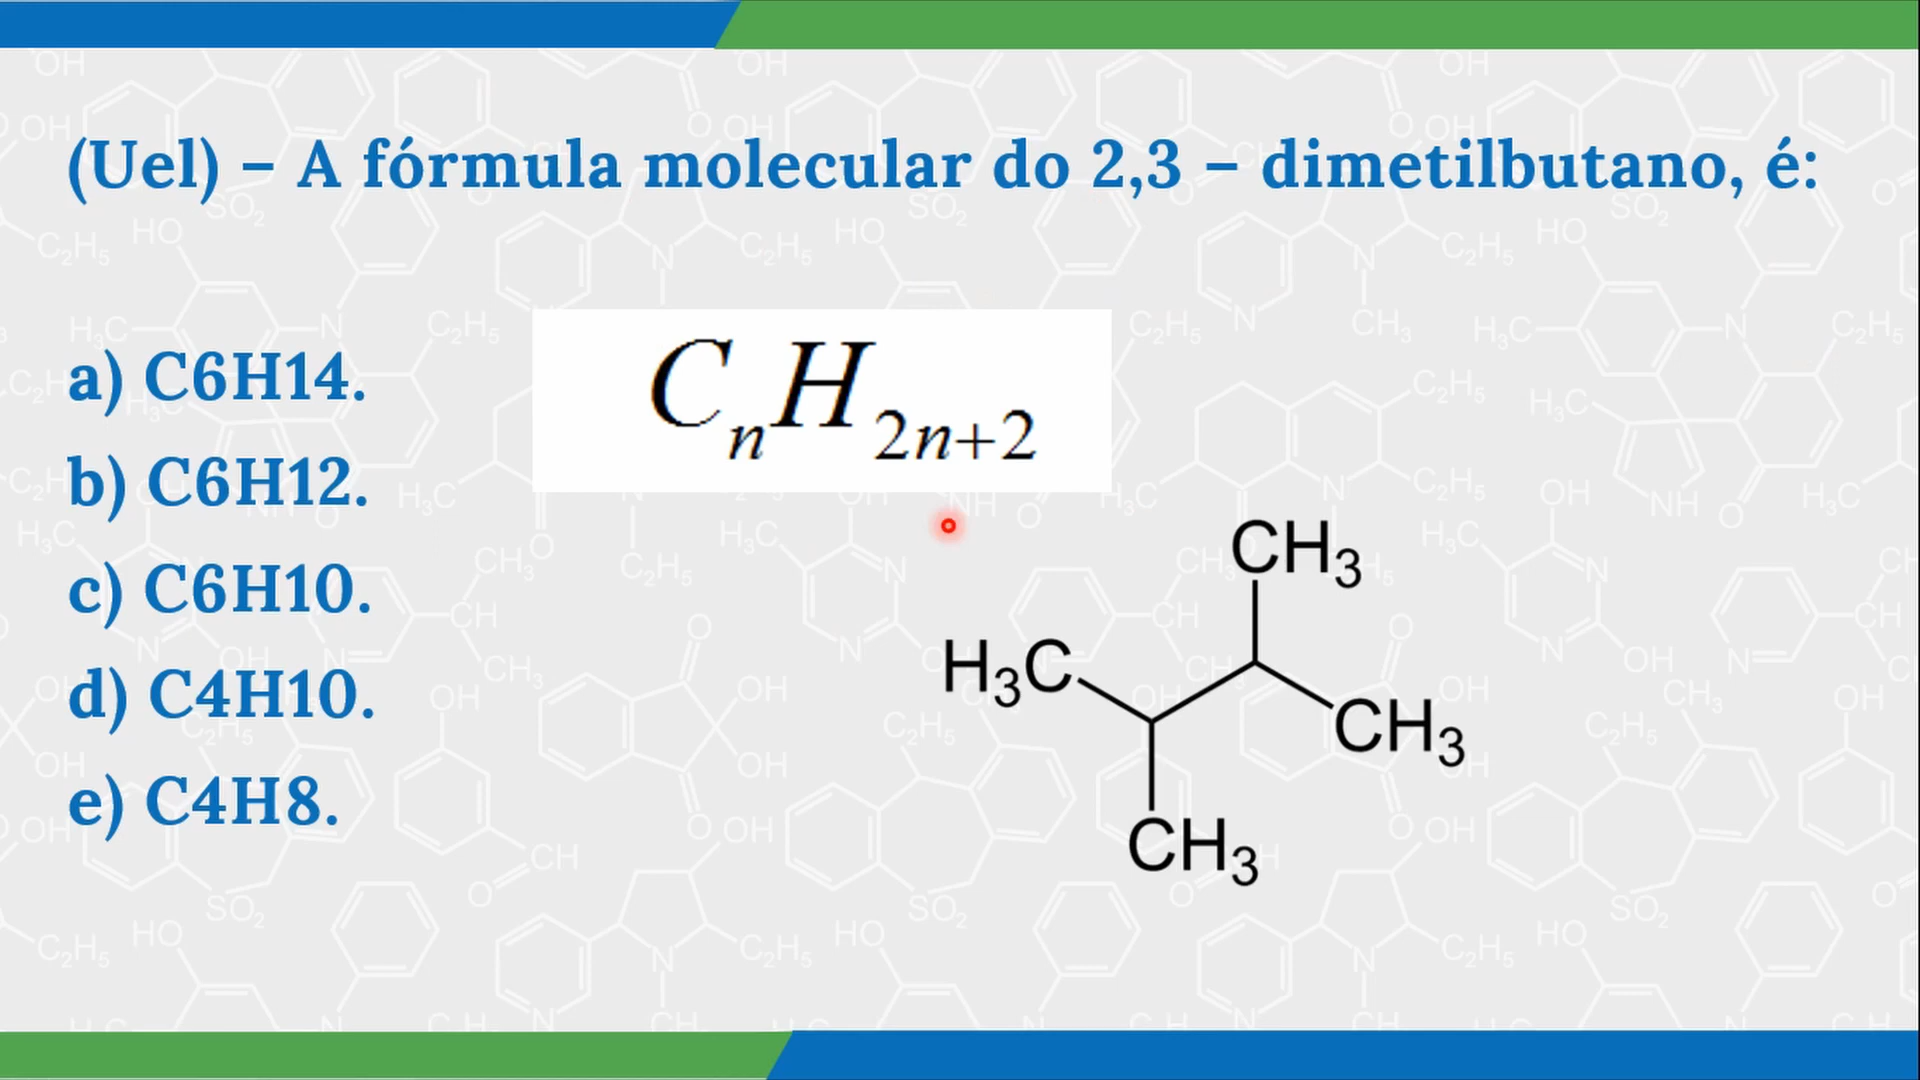 (Uel) – A fórmula molecular do 2,3 – dimetilbutano, é:
a) C6H14.
CnH2n+2
b) C6H12.
c) C6H10.
d) C4H10.
e) C4H8.
CH3
H3C
CH3
CH3